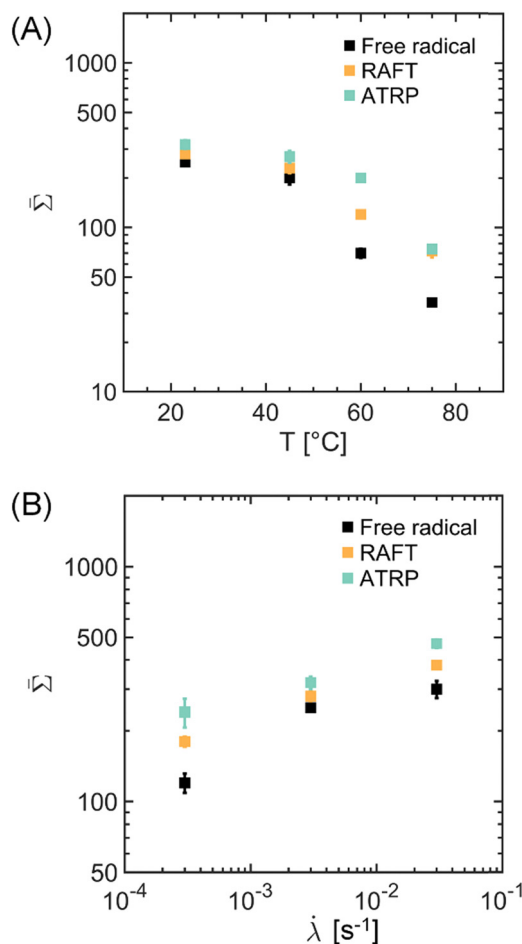 (A)
1000
500
100
50
10
Σ̄
Free radical
RAFT
ATRP
20 40 60 80
T [°C]
(B)
1000
500
100
50
Σ̄
Free radical
RAFT
ATRP
10⁻⁴ 10⁻³ 10⁻² 10⁻¹
λ̇ [s⁻¹]